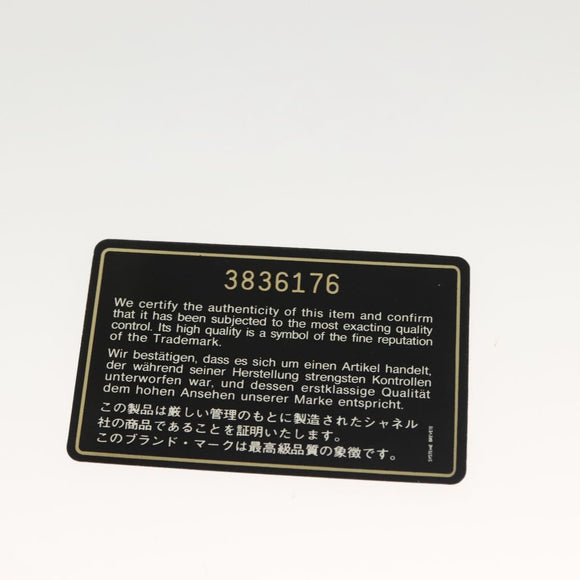 3836176
We certify the authenticity of this item and confirm
that it has been subjected to the most exacting quality
control. Its high quality is a symbol of the fine reputation
of the Trademark.
Wir bestätigen, dass es sich um einen Artikel handelt,
der während seiner Herstellung strengsten Kontrollen
unterworfen war, und dessen erstklassige Qualität
dem hohen Ansehen unserer Marke entspricht.
この製品は厳しい管理のもとに製造されたシャネル
社の商品であることを証明いたします。
このブランド・マークは最高級品質の象徴です。